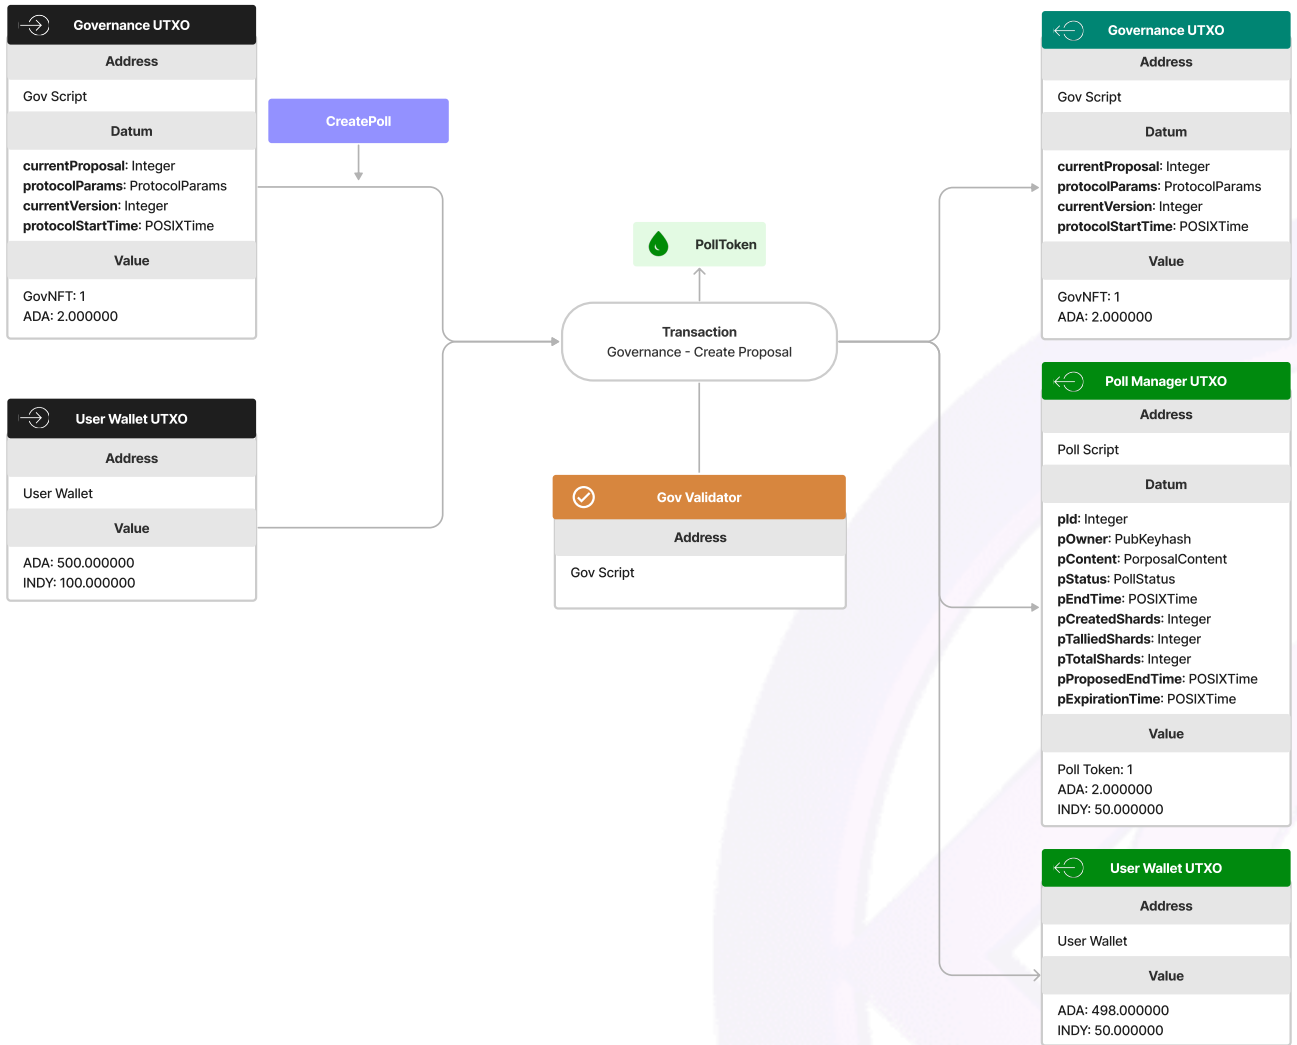 Governance UTXO
Address
Gov Script
Datum
currentProposal: Integer
protocolParams: ProtocolParams
currentVersion: Integer
protocolStartTime: POSIXTime
Value
GovNFT: 1
ADA: 2.000000
CreatePoll
User Wallet UTXO
Address
User Wallet
Value
ADA: 500.000000
INDY: 100.000000
PollToken
Transaction
Governance - Create Proposal
Gov Validator
Address
Gov Script
Governance UTXO
Address
Gov Script
Datum
currentProposal: Integer
protocolParams: ProtocolParams
currentVersion: Integer
protocolStartTime: POSIXTime
Value
GovNFT: 1
ADA: 2.000000
Poll Manager UTXO
Address
Poll Script
Datum
pId: Integer
pOwner: PubKeyhash
pContent: PorposalContent
pStatus: PollStatus
pEndTime: POSIXTime
pCreatedShards: Integer
pTalliedShards: Integer
pTotalShards: Integer
pProposedEndTime: POSIXTime
pExpirationTime: POSIXTime
Value
Poll Token: 1
ADA: 2.000000
INDY: 50.000000
User Wallet UTXO
Address
User Wallet
Value
ADA: 498.000000
INDY: 50.000000